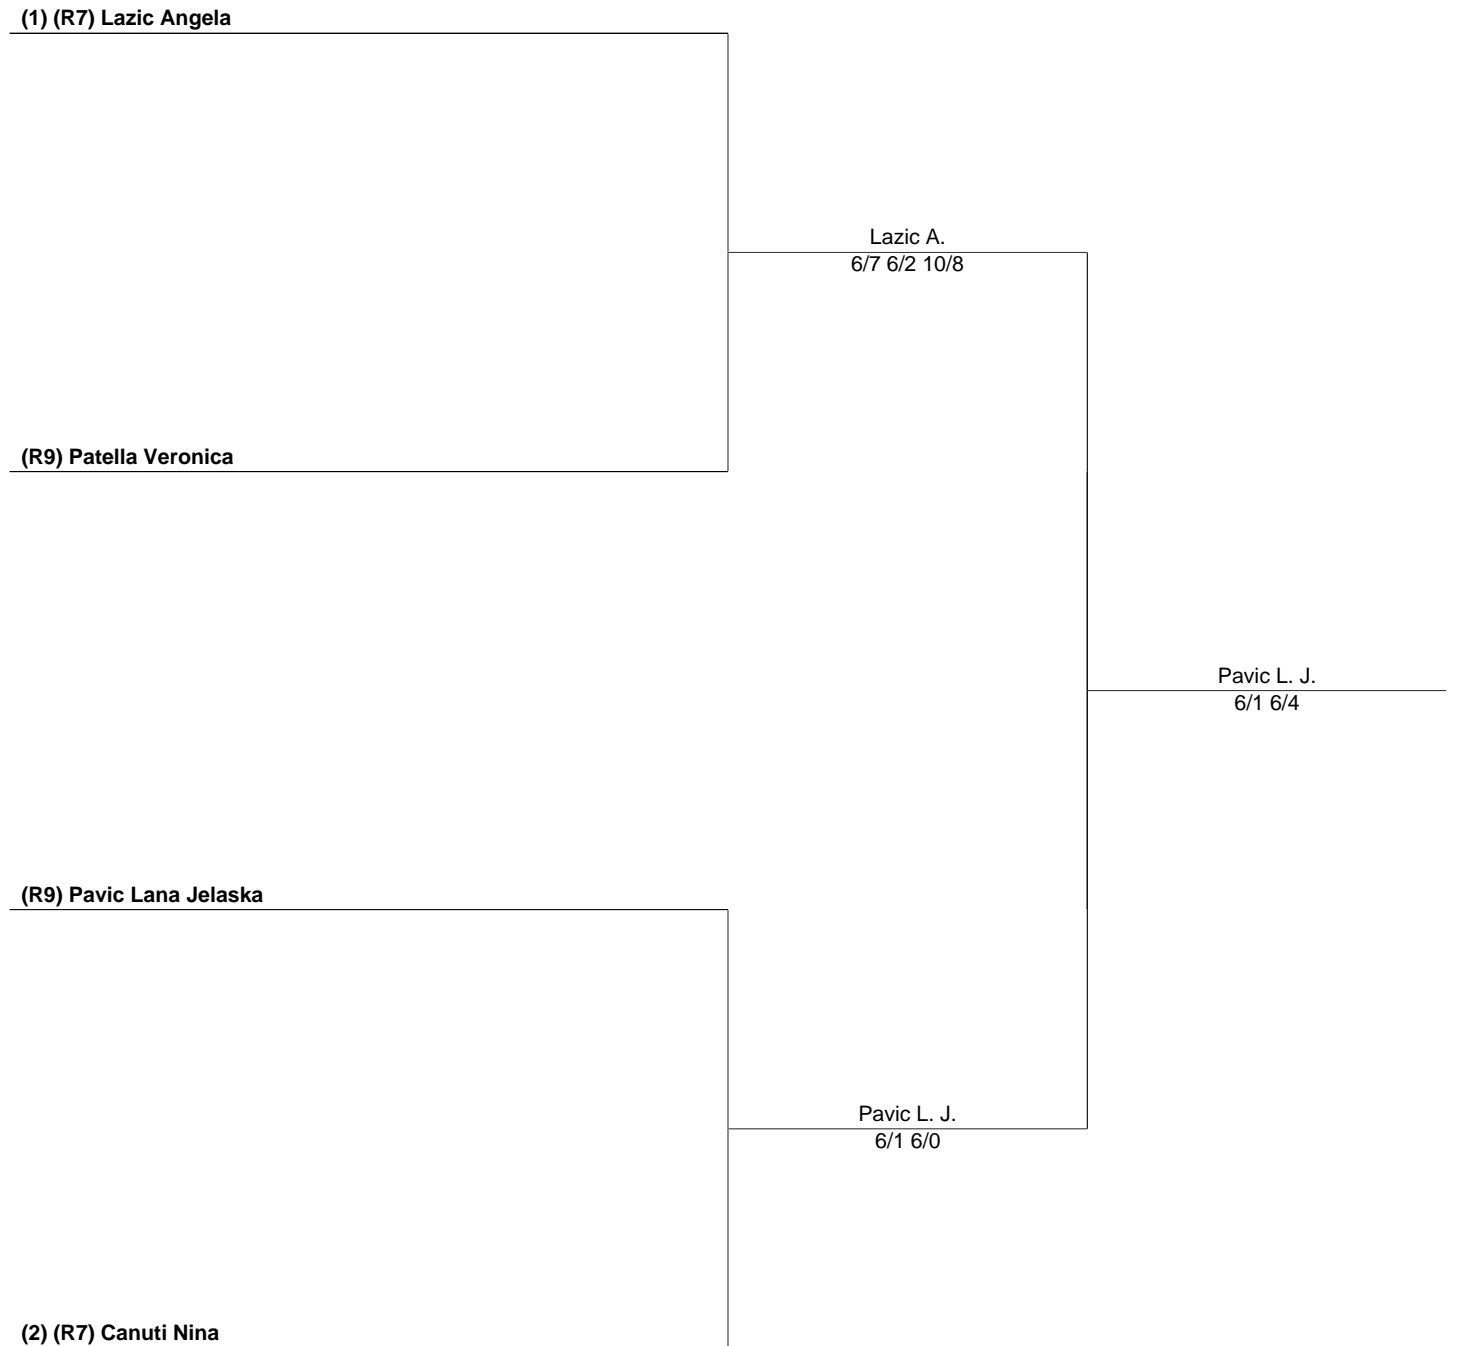 (1) (R7) Lazic Angela
Lazic A.
6/7 6/2 10/8
(R9) Patella Veronica
Pavic L. J.
6/1 6/4
(R9) Pavic Lana Jelaska
Pavic L. J.
6/1 6/0
(2) (R7) Canuti Nina